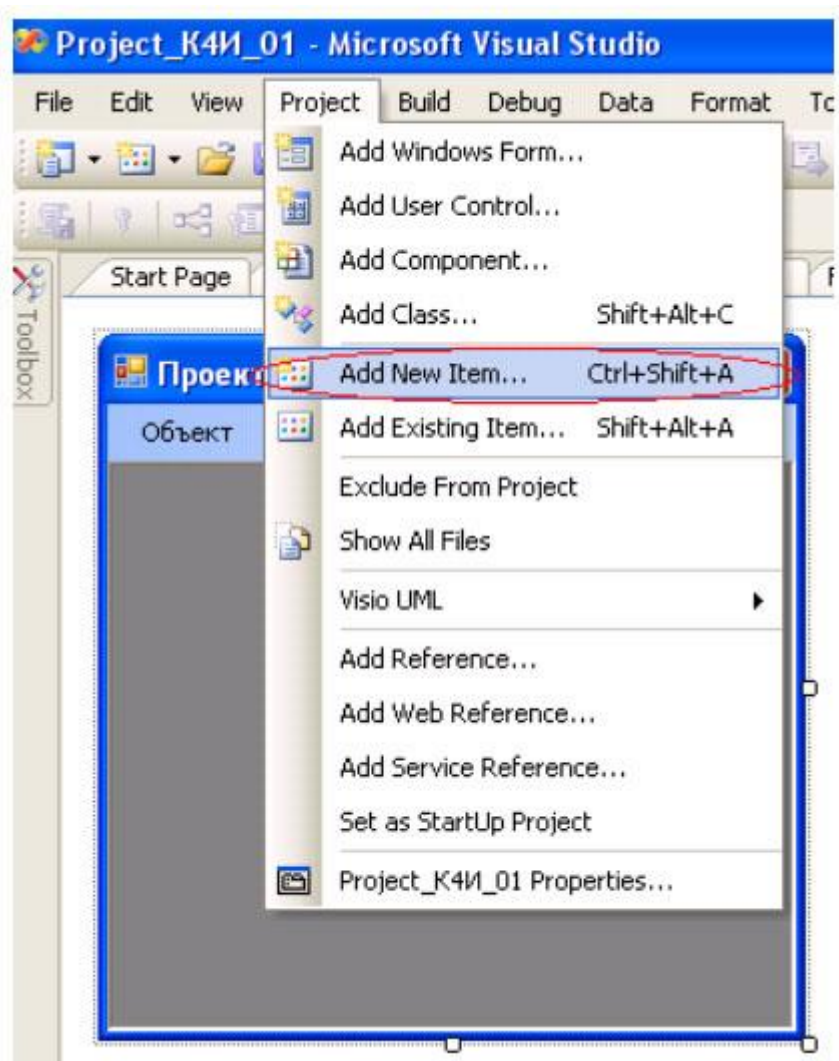 Project_К4И_01 - Microsoft Visual Studio
File Edit View Project Build Debug Data Format
Start Page
Toolbox
Add Windows Form...
Add User Control...
Add Component...
Add Class... Shift+Alt+C
Проект
Add New Item... Ctrl+Shift+A
Объект
Add Existing Item... Shift+Alt+A
Exclude From Project
Show All Files
Visio UML
Add Reference...
Add Web Reference...
Add Service Reference...
Set as StartUp Project
Project_К4И_01 Properties...